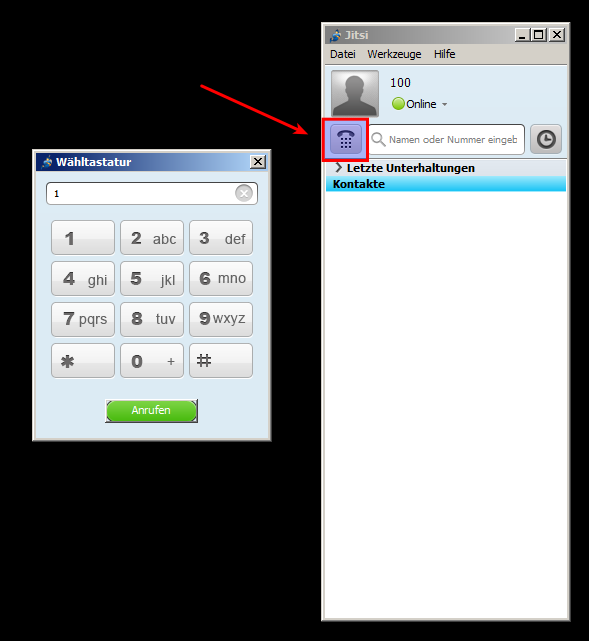 Jitsi
Datei Werkzeuge Hilfe
100
Online
Namen oder Nummer eingeb
Letzte Unterhaltungen
Kontakte
Wähltastatur
1
1
2 abc
3 def
4 ghi
5 jkl
6 mno
7 pqrs
8 tuv
9 wxyz
*
0 +
#
Anrufen